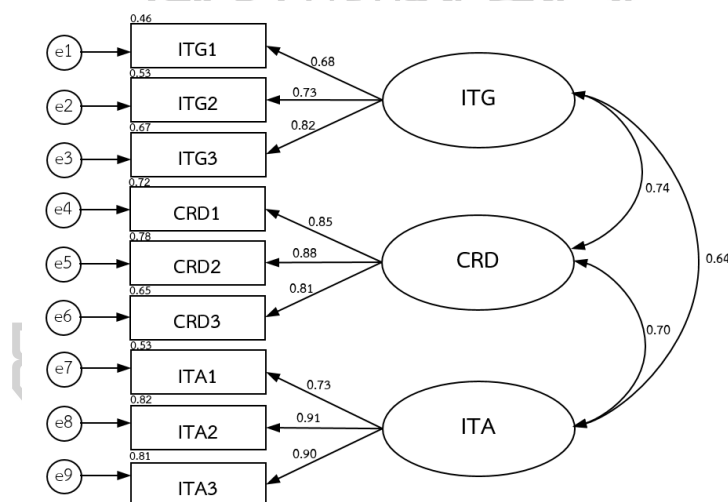 0.46
e1
ITG1
0.68
0.53
e2
ITG2
0.73
ITG
0.67
e3
ITG3
0.82
0.72
e4
CRD1
0.85
0.74
0.78
e5
CRD2
0.88
CRD
0.64
0.65
e6
CRD3
0.81
0.53
e7
ITA1
0.73
0.70
0.82
e8
ITA2
0.91
ITA
0.81
e9
ITA3
0.90